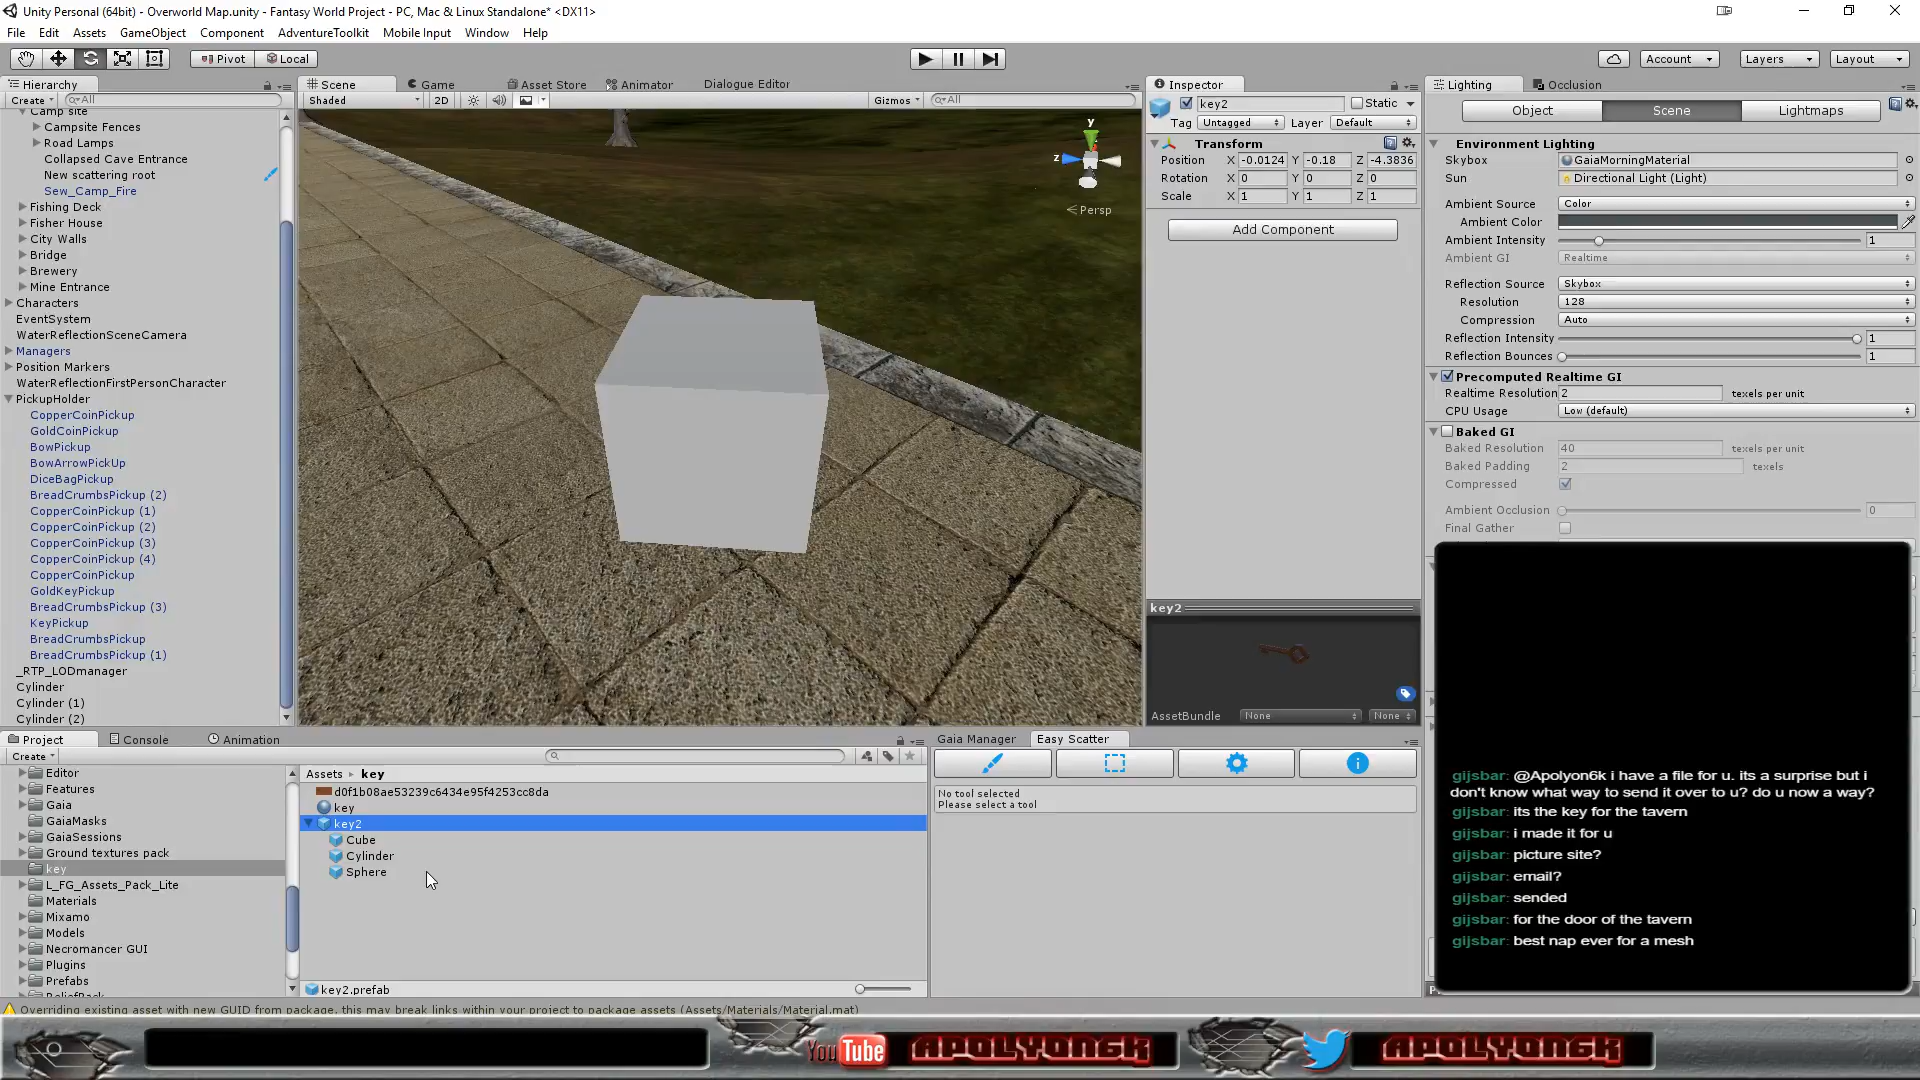 Unity Personal (64bit) - Overworld Map.unity - Fantasy World Project - PC, Mac & Linux Standalone* <DX11>
File Edit Assets GameObject Component AdventureToolkit Mobile Input Window Help
Pivot Local Account Layers Layout
Hierarchy
Create All
Camp site
Campsite Fences
Road Lamps
Collapsed Cave Entrance
New scattering root
Sew_Camp_Fire
Fishing Deck
Fisher House
City Walls
Bridge
Brewery
Mine Entrance
Characters
EventSystem
WaterReflectionSceneCamera
Managers
Position Markers
WaterReflectionFirstPersonCharacter
PickupHolder
CopperCoinPickup
GoldCoinPickup
BowPickup
BowArrowPickUp
DiceBagPickup
BreadCrumbsPickup (2)
CopperCoinPickup (1)
CopperCoinPickup (2)
CopperCoinPickup (3)
CopperCoinPickup (4)
CopperCoinPickup
GoldKeyPickup
BreadCrumbsPickup (3)
KeyPickup
BreadCrumbsPickup
BreadCrumbsPickup (1)
_RTP_LODmanager
Cylinder
Cylinder (1)
Cylinder (2)
Scene Game Asset Store Animator Dialogue Editor
Shaded 2D Gizmos All
y
z
Persp
Inspector
key2 Static
Tag Untagged Layer Default
Transform
Position X -0.0124 Y -0.18 Z -4.3836
Rotation X 0 Y 0 Z 0
Scale X 1 Y 1 Z 1
Add Component
key2
AssetBundle None None
Lighting Occlusion
Object Scene Lightmaps
Environment Lighting
Skybox GaiaMorningMaterial
Sun Directional Light (Light)
Ambient Source Color
Ambient Color
Ambient Intensity 1
Ambient GI Realtime
Reflection Source Skybox
Resolution 128
Compression Auto
Reflection Intensity 1
Reflection Bounces 1
Precomputed Realtime GI
Realtime Resolution 2 texels per unit
CPU Usage Low (default)
Baked GI
Baked Resolution 40 texels per unit
Baked Padding 2 texels
Compressed
Ambient Occlusion 0
Final Gather
gijsbar: @Apolyon6k i have a file for u. its a surprise but i
don't know what way to send it over to u? do u now a way?
gijsbar: its the key for the tavern
gijsbar: i made it for u
gijsbar: picture site?
gijsbar: email?
gijsbar: sended
gijsbar: for the door of the tavern
gijsbar: best nap ever for a mesh
Project Console Animation
Create
Editor
Features
Gaia
GaiaMasks
GaiaSessions
Ground textures pack
key
L_FG_Assets_Pack_Lite
Materials
Mixamo
Models
Necromancer GUI
Plugins
Prefabs
Assets key
d0f1b08ae53239c6434e95f4253cc8da
key
key2
Cube
Cylinder
Sphere
key2.prefab
Gaia Manager Easy Scatter
No tool selected
Please select a tool
Overriding existing asset with new GUID from package, this may break links within your project to package assets (Assets/Materials/Material.mat)
YouTube APOLYON6K APOLYON6K